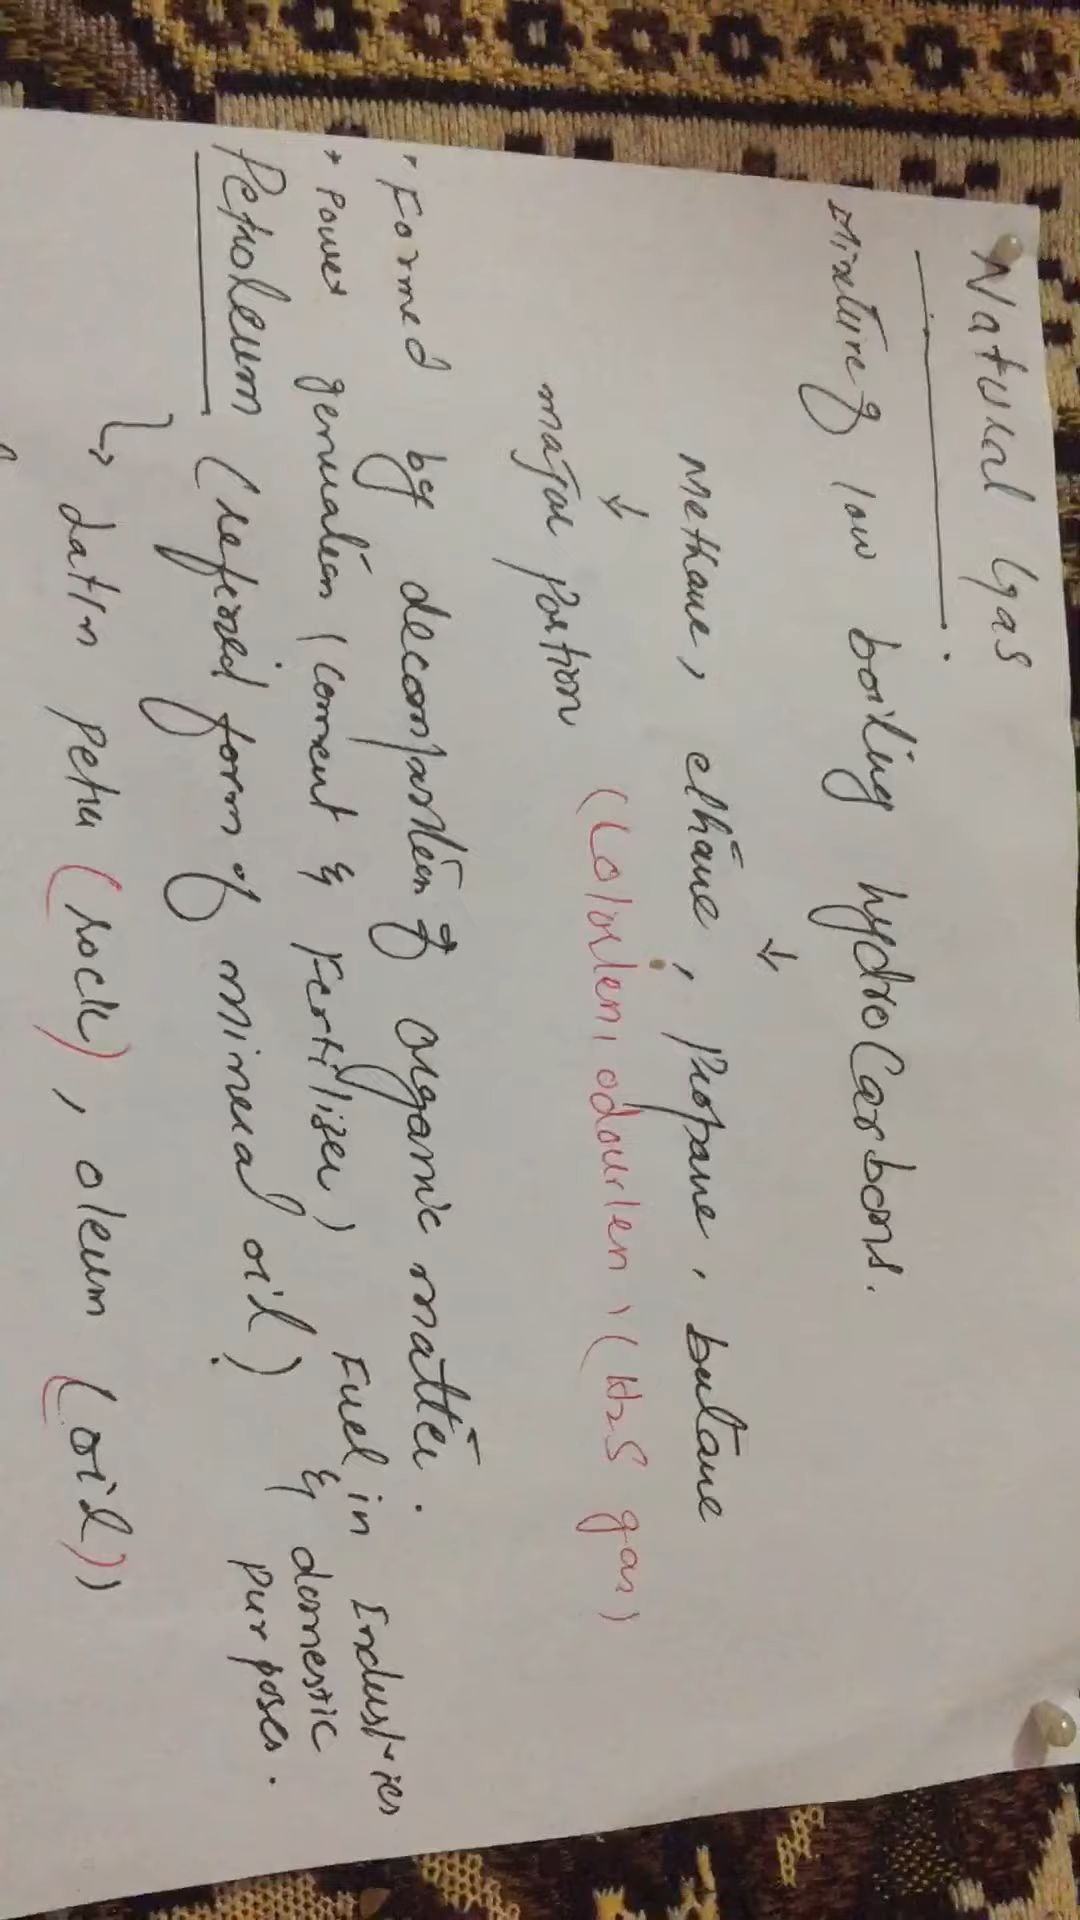 Natural Gas
Mixture of low boiling hydroCarbons.
↓
Methane, ethane, Propane, butane
↓
major portion
(Colorless, odourless, (H2S gas)
• Formed by decomposition of organic matter.
* Power generation (Cement & Fertiliser) Fuel in Industries
& domestic
purposes.
Petroleum (refined form of mineral oil)
↳ Latin petra (rock), oleum (oil))